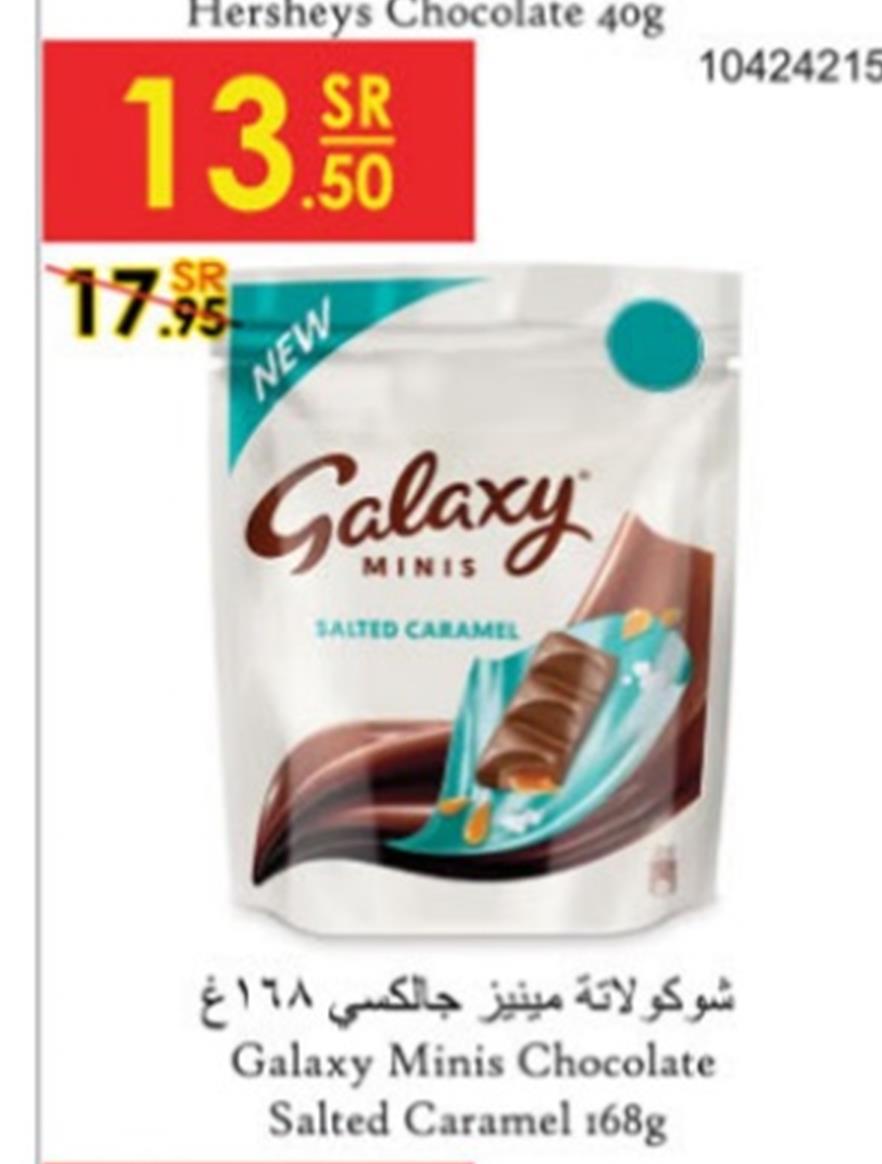 Hersheys Chocolate 40g
10424215
13 SR
.50
17 SR
.95
NEW
Galaxy
MINIS
SALTED CARAMEL
شوكولاتة مينيز جالكسي ١٦٨غ
Galaxy Minis Chocolate
Salted Caramel 168g